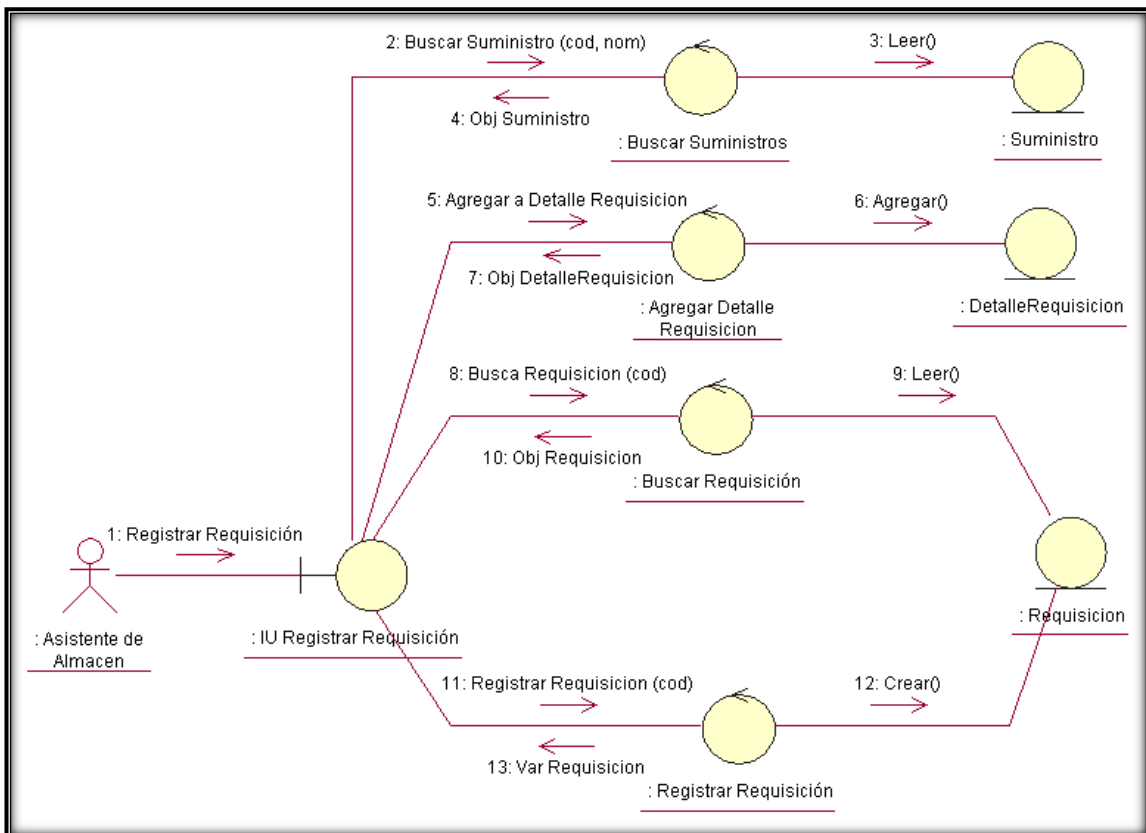 2: Buscar Suministro (cod, nom)
3: Leer()
4: Obj Suministro
: Buscar Suministros
: Suministro
5: Agregar a Detalle Requisicion
6: Agregar()
7: Obj DetalleRequisicion
: Agregar Detalle
Requisicion
: DetalleRequisicion
8: Busca Requisicion (cod)
9: Leer()
10: Obj Requisicion
: Buscar Requisición
1: Registrar Requisición
: Asistente de
Almacen
: IU Registrar Requisición
: Requisicion
11: Registrar Requisicion (cod)
12: Crear()
13: Var Requisicion
: Registrar Requisición